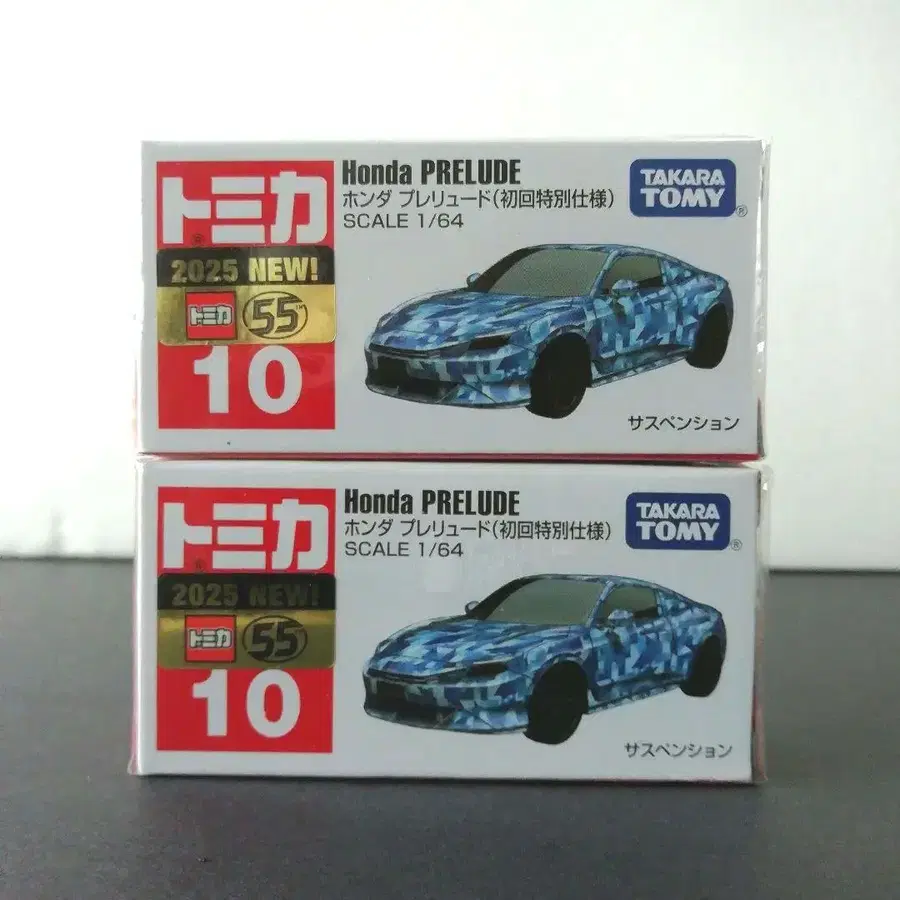 トミカ
®
2025 NEW!
トミカ 55™
10
Honda PRELUDE
ホンダ プレリュード(初回特別仕様)
SCALE 1/64
TAKARA
TOMY®
サスペンション
トミカ
®
2025 NEW!
トミカ 55
10
Honda PRELUDE
ホンダ プレリュード(初回特別仕様)
SCALE 1/64
TAKARA
TOMY®
サスペンション